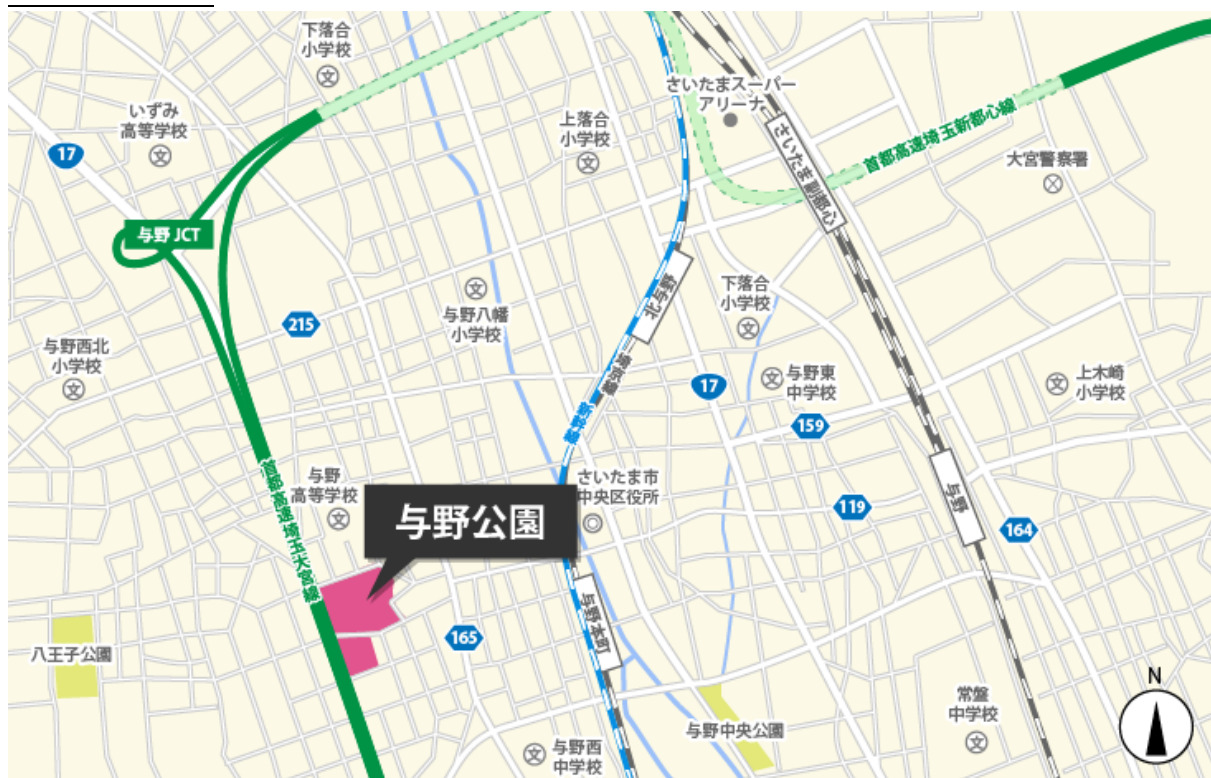 下落合
小学校
さいたまスーパー
アリーナ
いずみ
高等学校
上落合
小学校
17
さいたま副都心
首都高速埼玉新都心線
大宮警察署
与野 JCT
北与野
下落合
小学校
与野八幡
小学校
215
与野西北
小学校
埼京線
新幹線
17
与野東
中学校
上木崎
小学校
159
首都高速埼玉大宮線
与野
高等学校
さいたま市
中央区役所
与野
119
164
与野公園
与野本町
165
八王子公園
N
常盤
中学校
与野中央公園
与野西
中学校